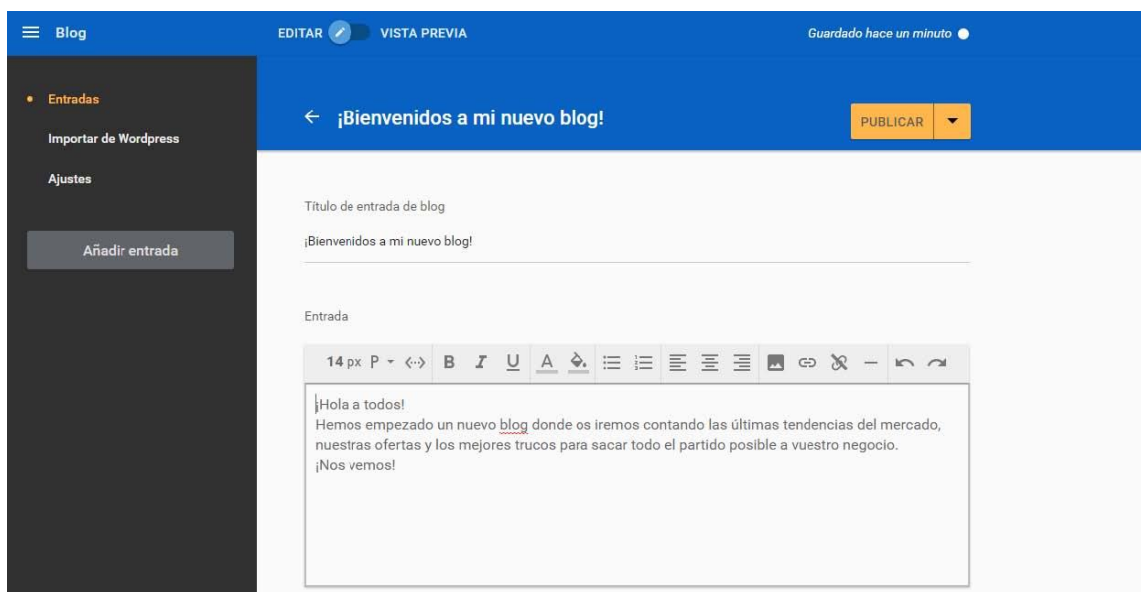 Blog
EDITAR VISTA PREVIA
Guardado hace un minuto
Entradas
Importar de Wordpress
Ajustes
Añadir entrada
¡Bienvenidos a mi nuevo blog!
PUBLICAR
Título de entrada de blog
¡Bienvenidos a mi nuevo blog!
Entrada
14 px P B I U A
¡Hola a todos!
Hemos empezado un nuevo blog donde os iremos contando las últimas tendencias del mercado,
nuestras ofertas y los mejores trucos para sacar todo el partido posible a vuestro negocio.
¡Nos vemos!